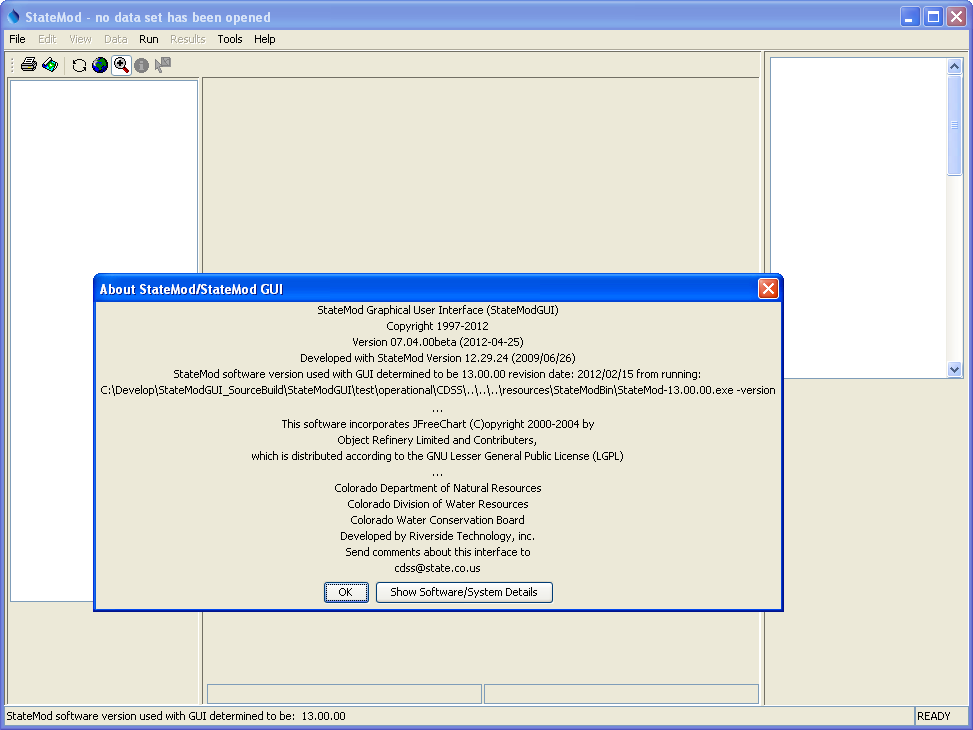 StateMod - no data set has been opened
File Edit View Data Run Results Tools Help
About StateMod/StateMod GUI
StateMod Graphical User Interface (StateModGUI)
Copyright 1997-2012
Version 07.04.00beta (2012-04-25)
Developed with StateMod Version 12.29.24 (2009/06/26)
StateMod software version used with GUI determined to be 13.00.00 revision date: 2012/02/15 from running:
C:\Develop\StateModGUI_SourceBuild\StateModGUI\test\operational\CDSS\..\..\..\resources\StateModBin\StateMod-13.00.00.exe -version
...
This software incorporates JFreeChart (C)opyright 2000-2004 by
Object Refinery Limited and Contributers,
which is distributed according to the GNU Lesser General Public License (LGPL)
...
Colorado Department of Natural Resources
Colorado Division of Water Resources
Colorado Water Conservation Board
Developed by Riverside Technology, inc.
Send comments about this interface to
cdss@state.co.us
OK Show Software/System Details
StateMod software version used with GUI determined to be: 13.00.00 READY